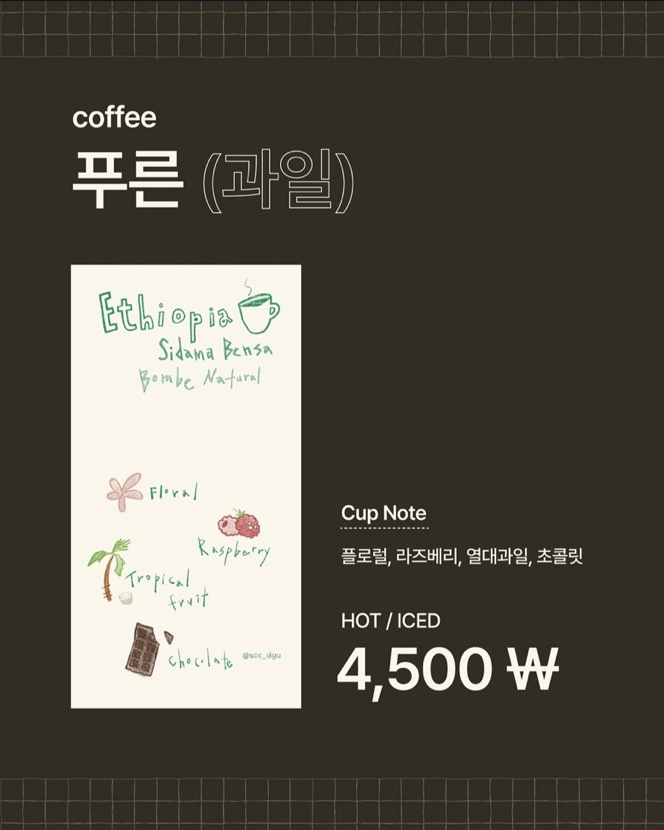 coffee
푸른 (과일)
Ethiopia
Sidama Bensa
Bombe Natural
Floral
Raspberry
Tropical
fruit
chocolate
@scc_dgu
Cup Note
플로럴, 라즈베리, 열대과일, 초콜릿
HOT / ICED
4,500 ₩